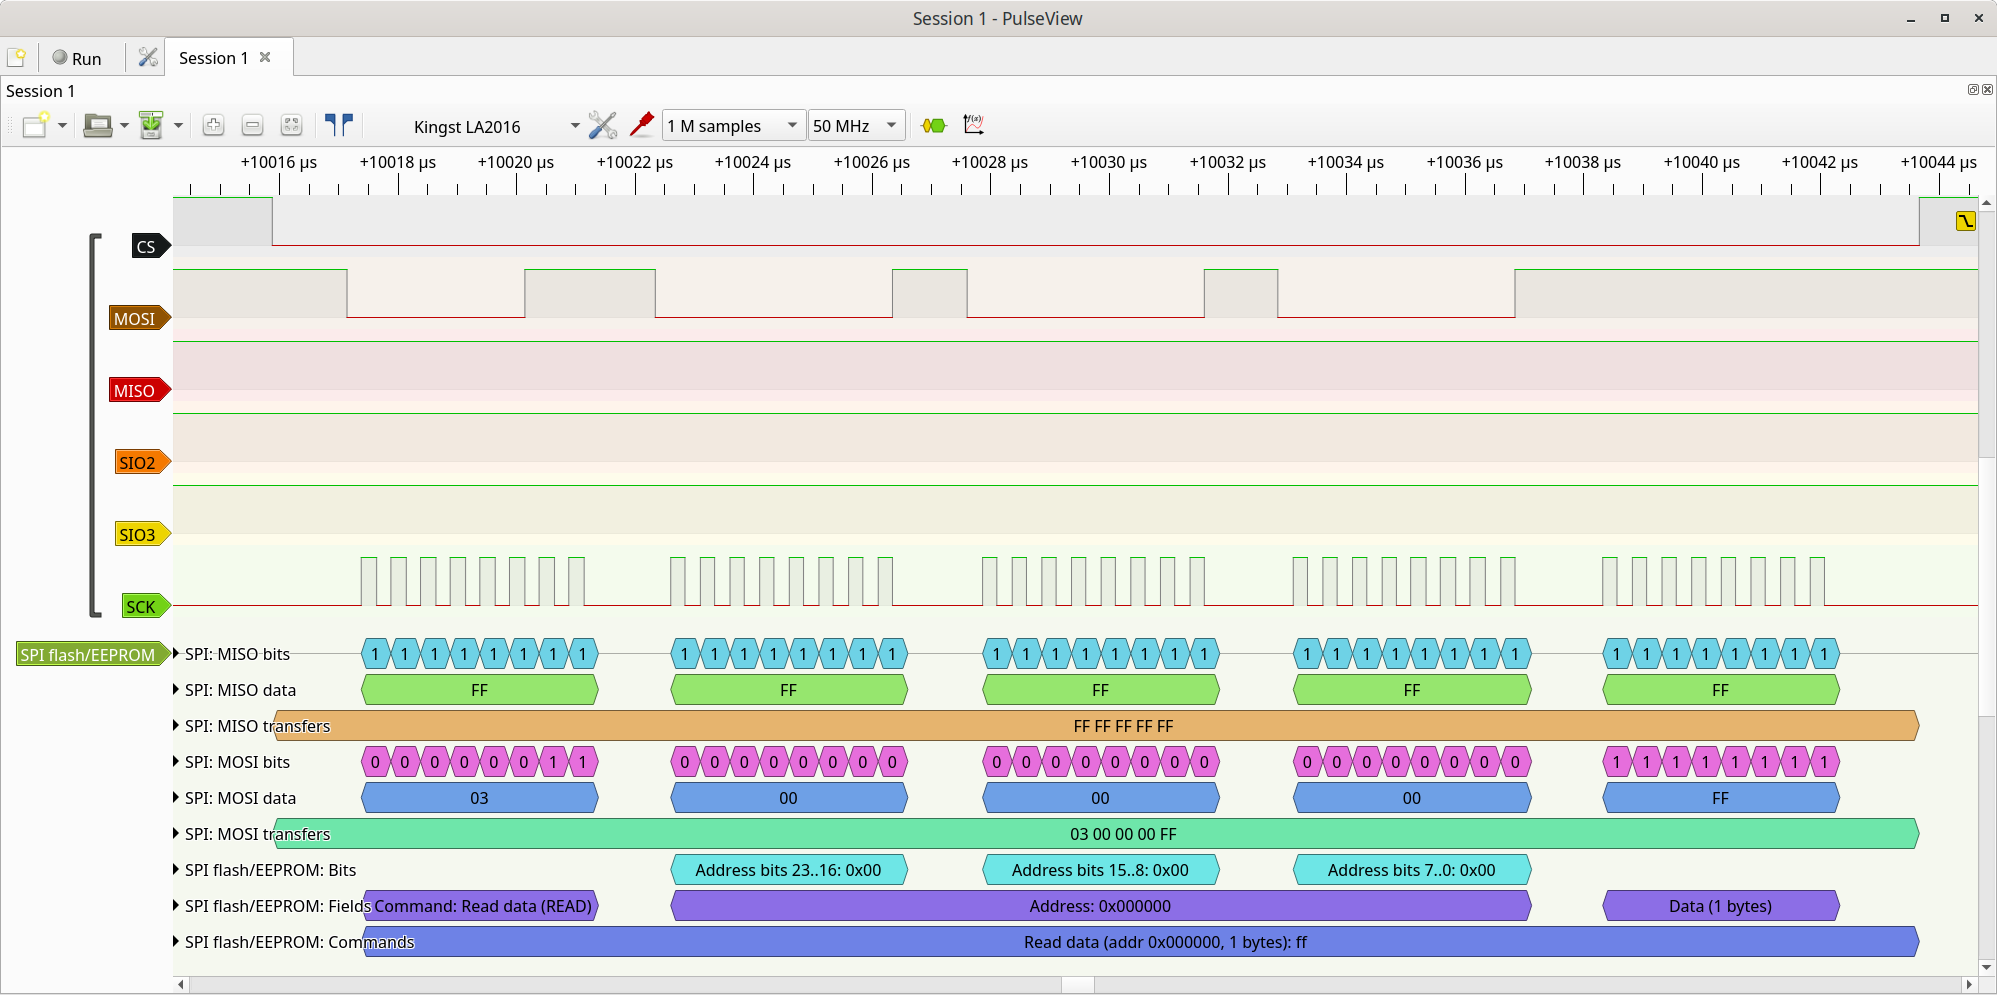 Session 1 - PulseView
Run
Session 1
Session 1
Kingst LA2016 1 M samples 50 MHz
+10016 µs +10018 µs +10020 µs +10022 µs +10024 µs +10026 µs +10028 µs +10030 µs +10032 µs +10034 µs +10036 µs +10038 µs +10040 µs +10042 µs +10044 µs
CS
MOSI
MISO
SIO2
SIO3
SCK
SPI flash/EEPROM SPI: MISO bits 1 1 1 1 1 1 1 1 1 1 1 1 1 1 1 1 1 1 1 1 1 1 1 1 1 1 1 1 1 1 1 1 1 1 1 1 1 1 1 1
SPI: MISO data FF FF FF FF FF
SPI: MISO transfers FF FF FF FF FF
SPI: MOSI bits 0 0 0 0 0 0 1 1 0 0 0 0 0 0 0 0 0 0 0 0 0 0 0 0 0 0 0 0 0 0 0 0 1 1 1 1 1 1 1 1
SPI: MOSI data 03 00 00 00 FF
SPI: MOSI transfers 03 00 00 00 FF
SPI flash/EEPROM: Bits Address bits 23..16: 0x00 Address bits 15..8: 0x00 Address bits 7..0: 0x00
SPI flash/EEPROM: Fields Command: Read data (READ) Address: 0x000000 Data (1 bytes)
SPI flash/EEPROM: Commands Read data (addr 0x000000, 1 bytes): ff